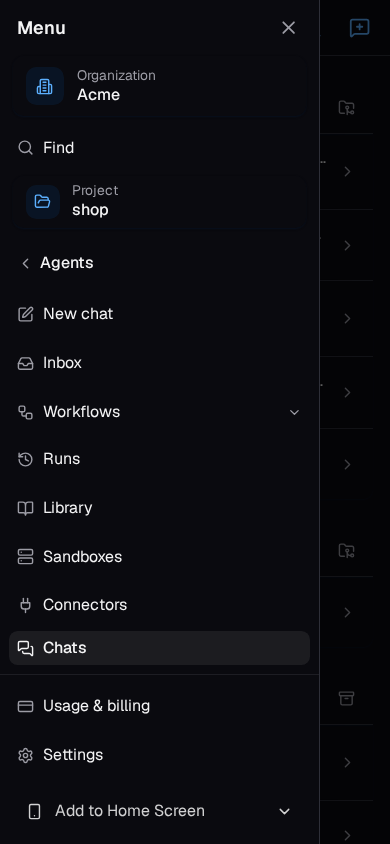 Menu
Organization
Acme
Find
Project
shop
Agents
New chat
Inbox
Workflows
Runs
Library
Sandboxes
Connectors
Chats
Usage & billing
Settings
Add to Home Screen